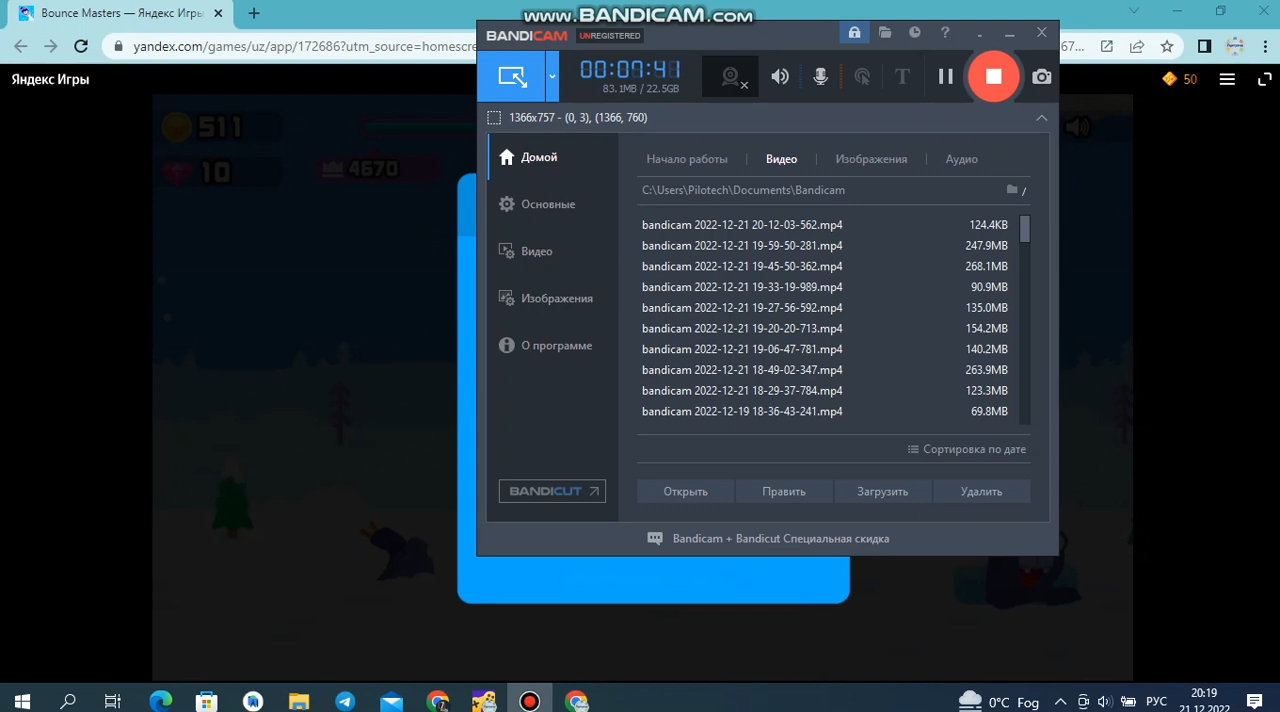 Bounce Masters — Яндекс Игры
www.BANDICAM.com
yandex.com/games/uz/app/172686?utm_source=homescre
67...
Яндекс Игры
50
BANDICAM UNREGISTERED
00:07:41
83.1MB / 22.5GB
1366x757 - (0, 3), (1366, 760)
511
10
4670
Домой
Основные
Видео
Изображения
О программе
BANDICUT
Начало работы
Видео
Изображения
Аудио
C:\Users\Pilotech\Documents\Bandicam
bandicam 2022-12-21 20-12-03-562.mp4 124.4KB
bandicam 2022-12-21 19-59-50-281.mp4 247.9MB
bandicam 2022-12-21 19-45-50-362.mp4 268.1MB
bandicam 2022-12-21 19-33-19-989.mp4 90.9MB
bandicam 2022-12-21 19-27-56-592.mp4 135.0MB
bandicam 2022-12-21 19-20-20-713.mp4 154.2MB
bandicam 2022-12-21 19-06-47-781.mp4 140.2MB
bandicam 2022-12-21 18-49-02-347.mp4 263.9MB
bandicam 2022-12-21 18-29-37-784.mp4 123.3MB
bandicam 2022-12-19 18-36-43-241.mp4 69.8MB
Сортировка по дате
Открыть
Править
Загрузить
Удалить
Bandicam + Bandicut Специальная скидка
0°C Fog
РУС
20:19
21.12.2022